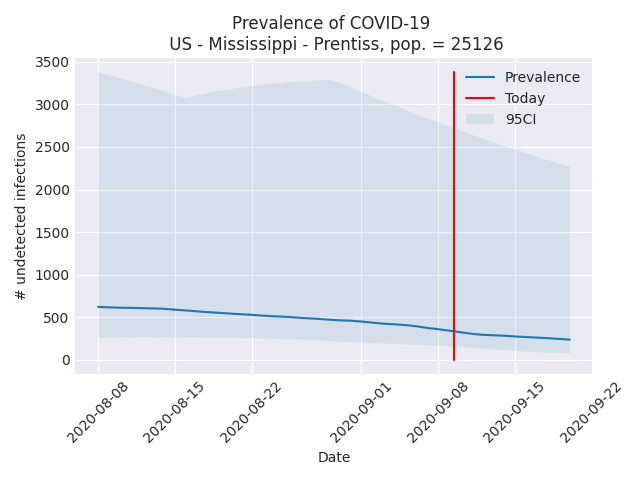 Prevalence of COVID-19
US - Mississippi - Prentiss, pop. = 25126
# undetected infections
3500
3000
2500
2000
1500
1000
500
0
Prevalence
Today
95CI
2020-08-08
2020-08-15
2020-08-22
2020-09-01
2020-09-08
2020-09-15
2020-09-22
Date